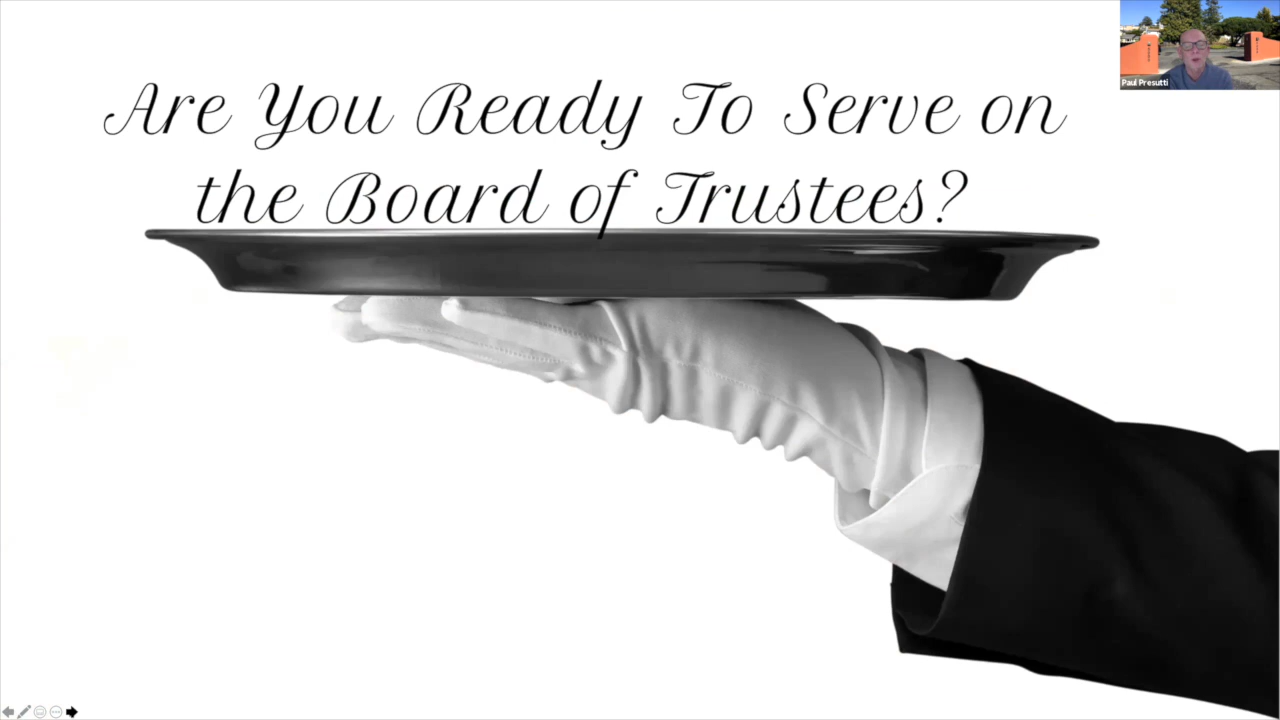 Are You Ready To Serve on
the Board of Trustees?
Paul Presutti